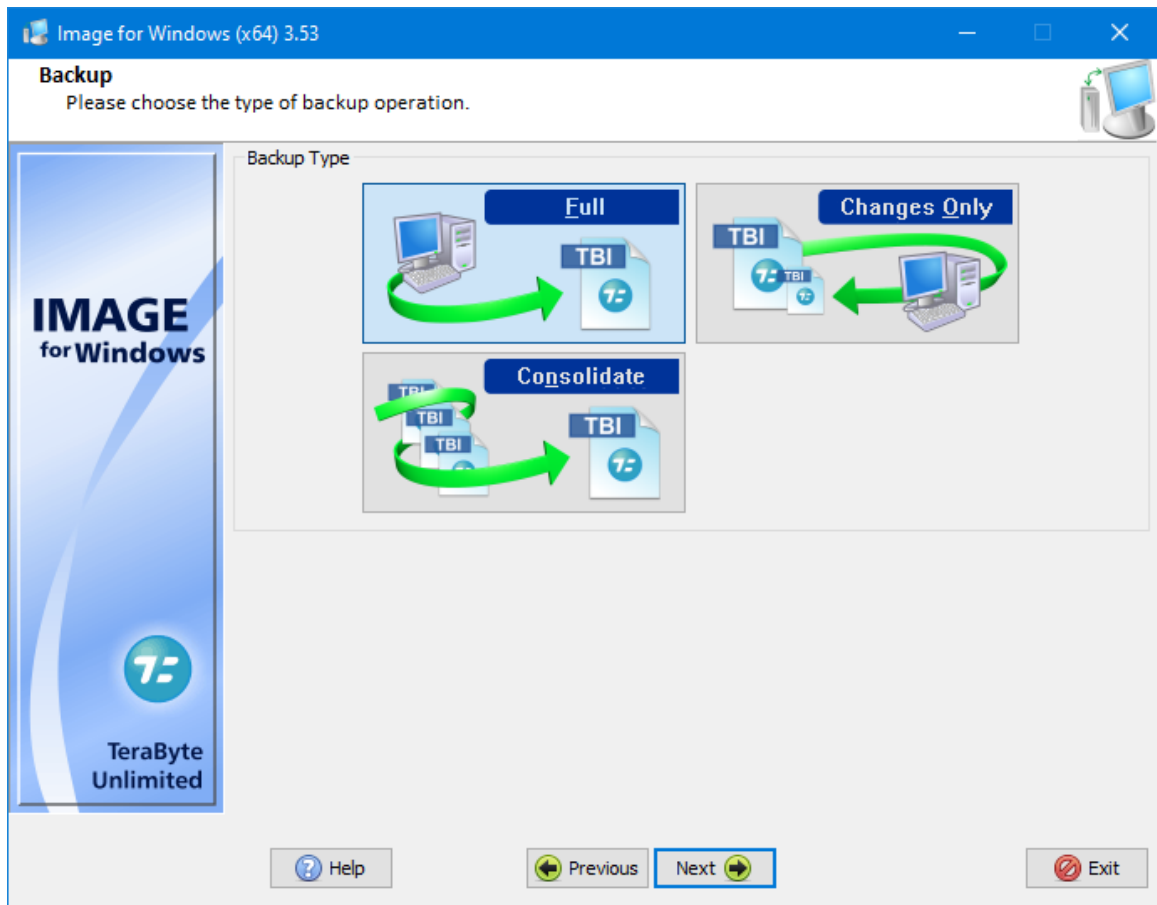 Image for Windows (x64) 3.53
Backup
Please choose the type of backup operation.
Backup Type
Full
TBI
Changes Only
TBI
TBI
Consolidate
TBI
TBI
TBI
TBI
IMAGE
for Windows
TeraByte
Unlimited
Help
Previous
Next
Exit